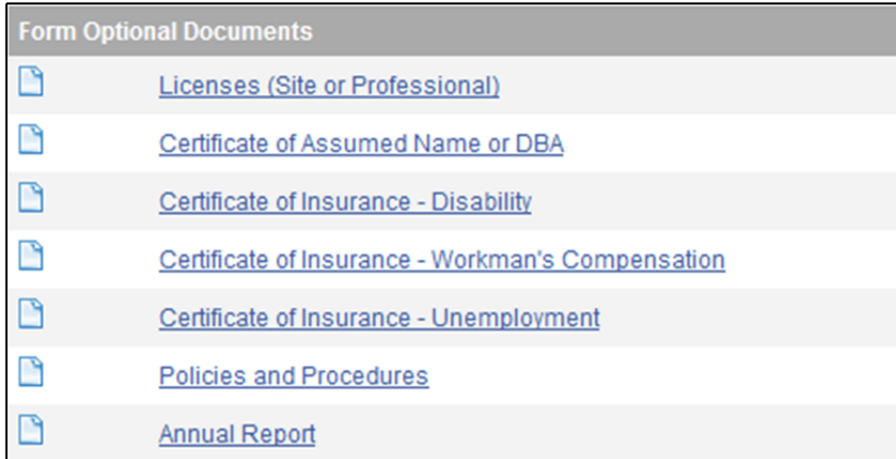 Form Optional Documents
Licenses (Site or Professional)
Certificate of Assumed Name or DBA
Certificate of Insurance - Disability
Certificate of Insurance - Workman's Compensation
Certificate of Insurance - Unemployment
Policies and Procedures
Annual Report